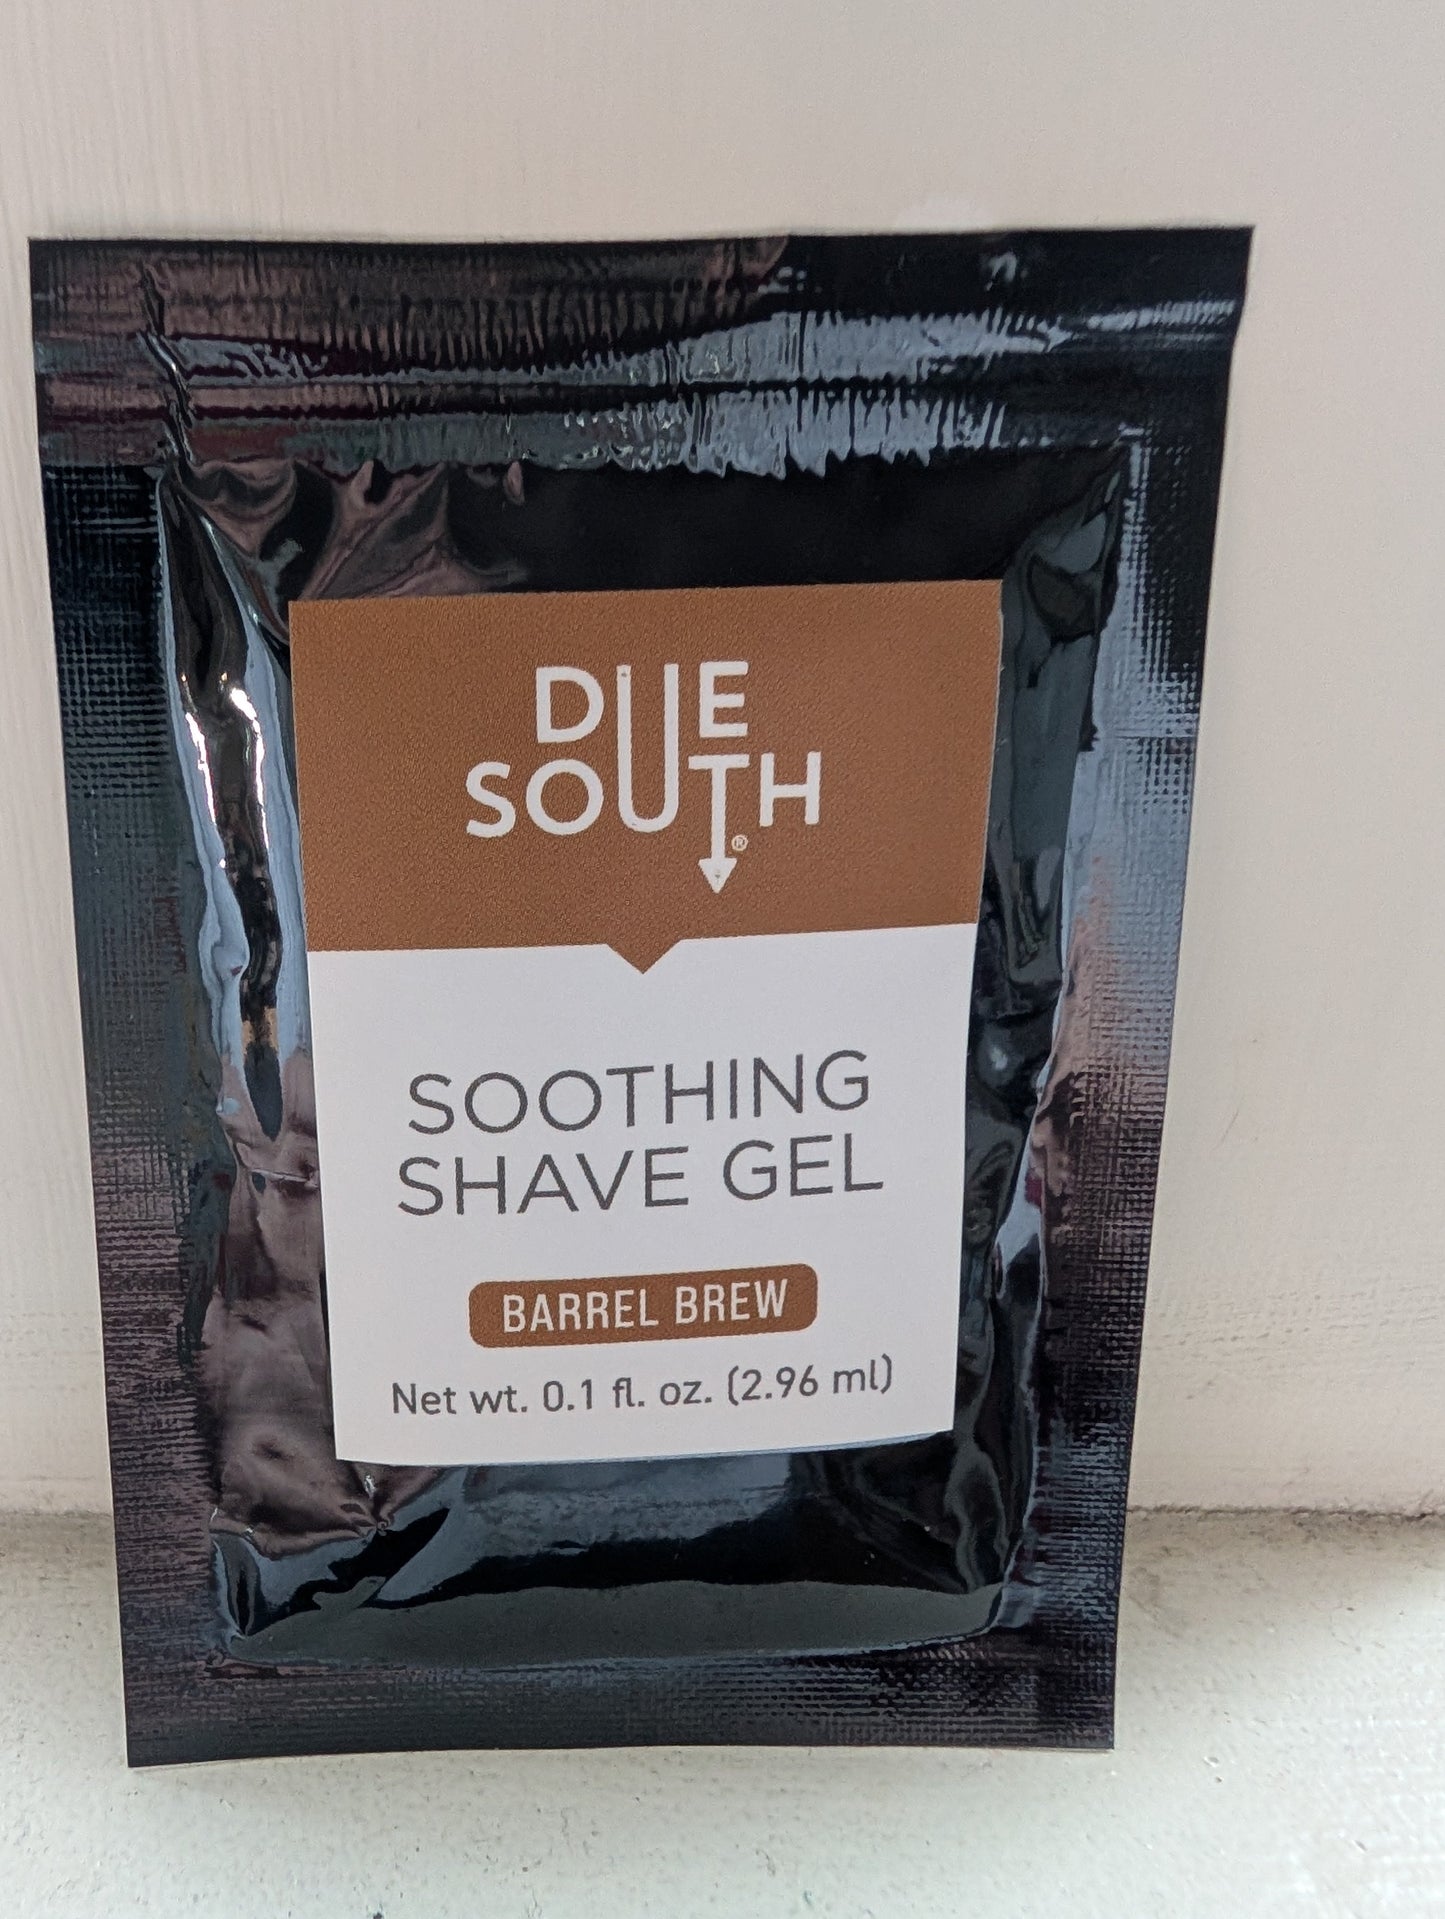 DUE
SOUTH®
SOOTHING
SHAVE GEL
BARREL BREW
Net wt. 0.1 fl. oz. (2.96 ml)